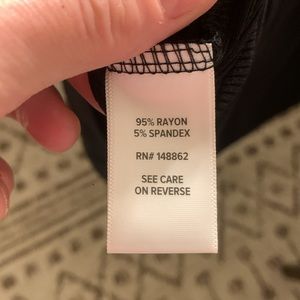 95% RAYON
5% SPANDEX
RN# 148862
SEE CARE
ON REVERSE